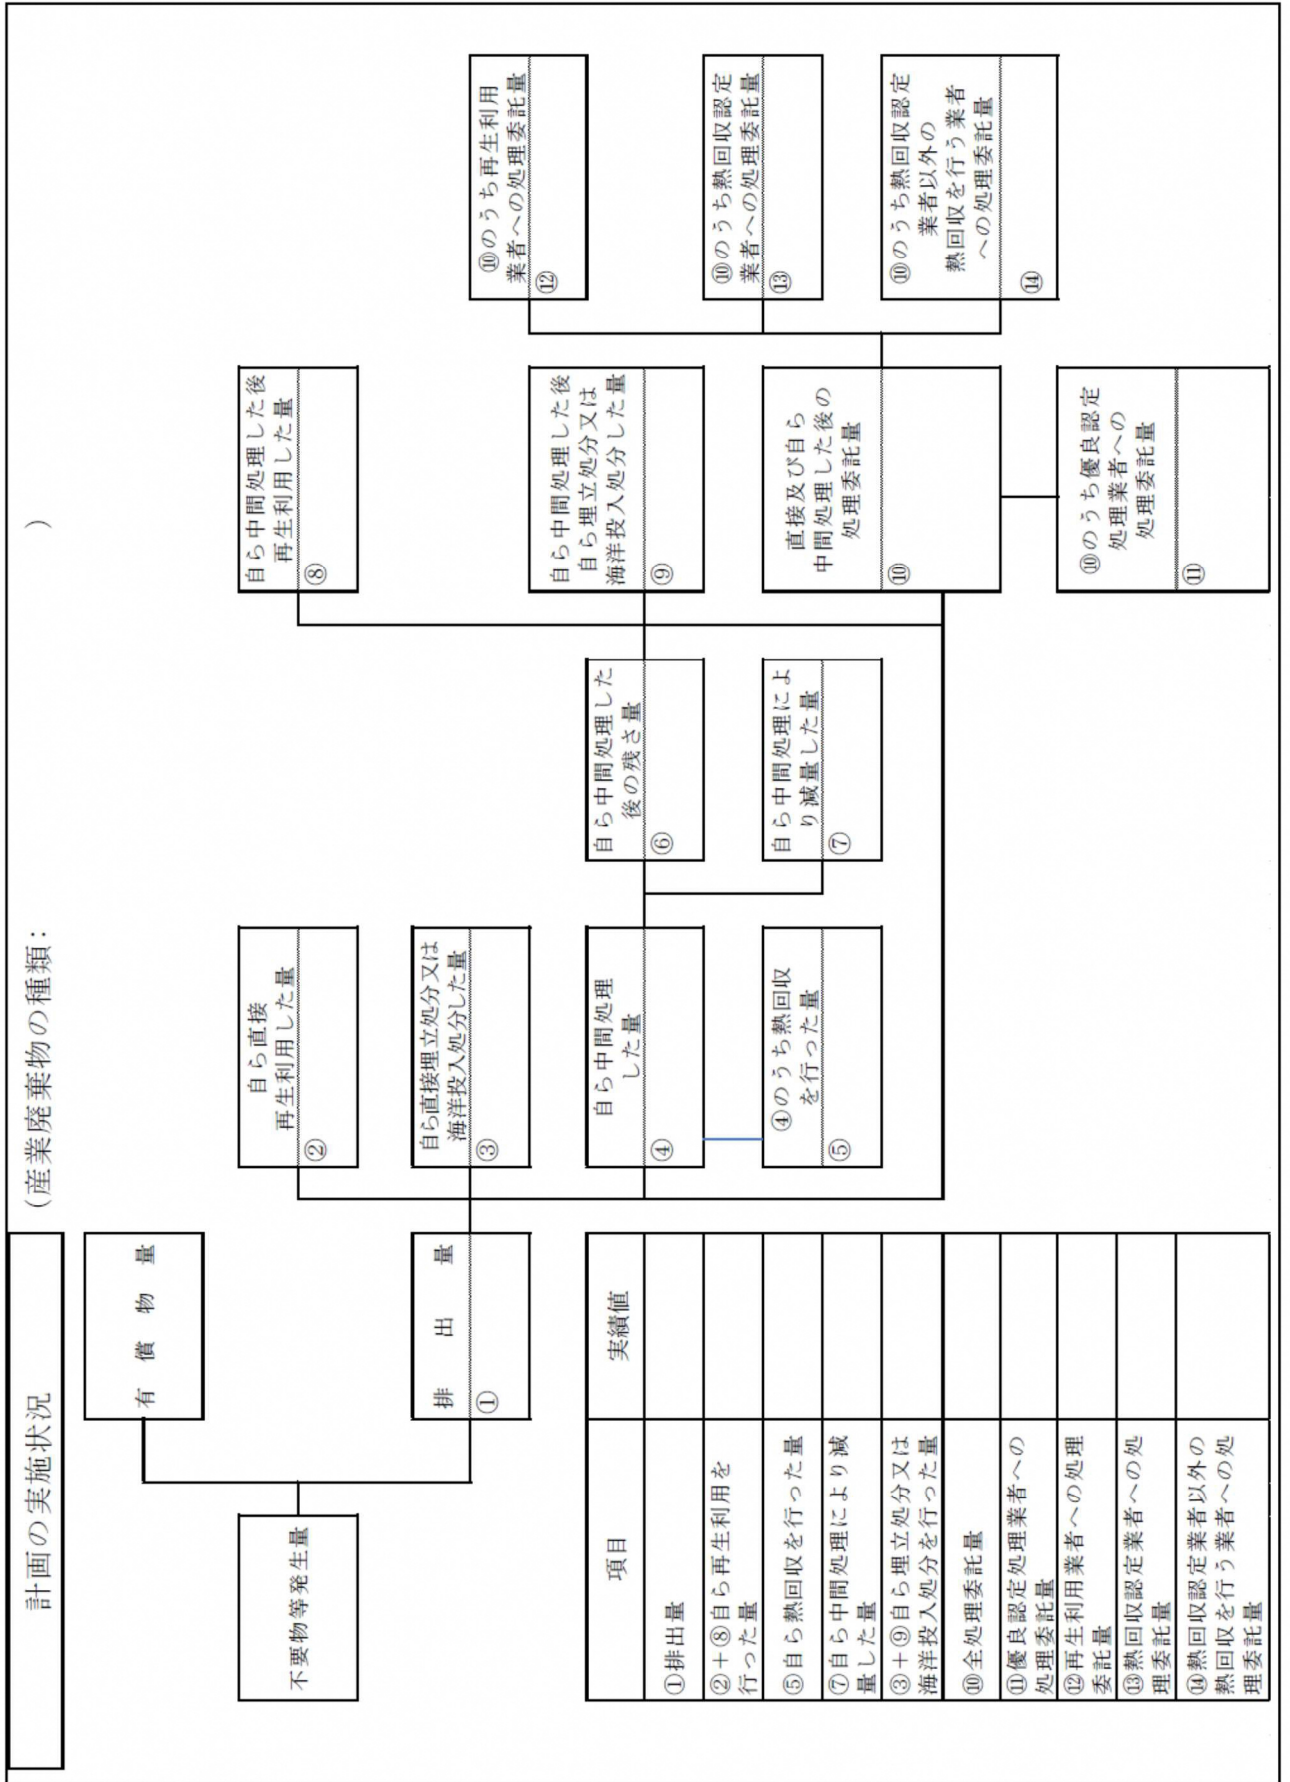 計画の実施状況
(産業廃棄物の種類:　　　　)
有償物量
不要物等発生量
排出量
①
自ら直接
再生利用した量
②
自ら直接埋立処分又は
海洋投入処分した量
③
自ら中間処理
した量
④
④のうち熱回収
を行った量
⑤
自ら中間処理した
後の残さ量
⑥
自ら中間処理によ
り減量した量
⑦
自ら中間処理した後
再生利用した量
⑧
自ら中間処理した後
自ら埋立処分又は
海洋投入処分した量
⑨
直接及び自ら
中間処理した後の
処理委託量
⑩
⑩のうち優良認定
処理業者への
処理委託量
⑪
⑩のうち再生利用
業者への処理委託量
⑫
⑩のうち熱回収認定
業者への処理委託量
⑬
⑩のうち熱回収認定
業者以外の
熱回収を行う業者
への処理委託量
⑭
項目
実績値
①排出量
②+⑧自ら再生利用を
行った量
⑤自ら熱回収を行った量
⑦自ら中間処理により減
量した量
③+⑨自ら埋立処分又は
海洋投入処分を行った量
⑩全処理委託量
⑪優良認定処理業者への
処理委託量
⑫再生利用業者への処理
委託量
⑬熱回収認定業者への処
理委託量
⑭熱回収認定業者以外の
熱回収を行う業者への処
理委託量